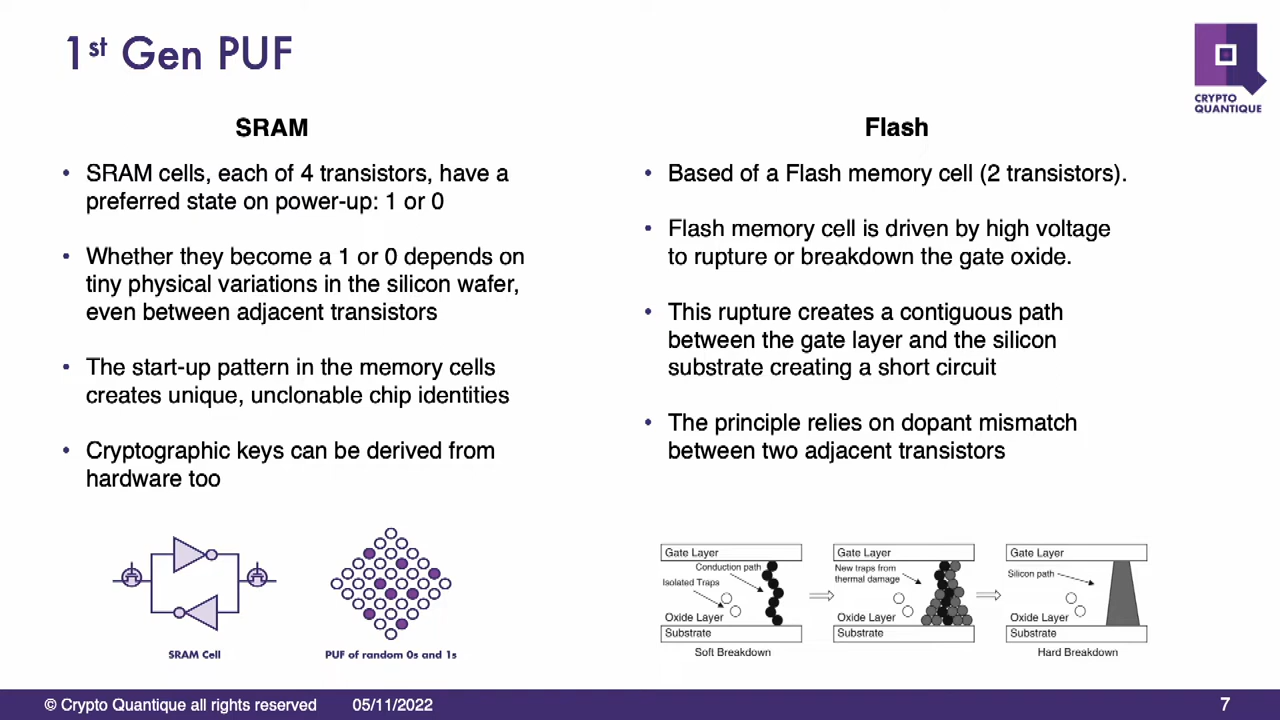 1st Gen PUF
CRYPTO
QUANTIQUE
SRAM
• SRAM cells, each of 4 transistors, have a
preferred state on power-up: 1 or 0
• Whether they become a 1 or 0 depends on
tiny physical variations in the silicon wafer,
even between adjacent transistors
• The start-up pattern in the memory cells
creates unique, unclonable chip identities
• Cryptographic keys can be derived from
hardware too
SRAM Cell
PUF of random 0s and 1s
Flash
• Based of a Flash memory cell (2 transistors).
• Flash memory cell is driven by high voltage
to rupture or breakdown the gate oxide.
• This rupture creates a contiguous path
between the gate layer and the silicon
substrate creating a short circuit
• The principle relies on dopant mismatch
between two adjacent transistors
Gate Layer
Conduction path
Isolated Traps
Oxide Layer
Substrate
Soft Breakdown
Gate Layer
New traps from
thermal damage
Oxide Layer
Substrate
Gate Layer
Silicon path
Oxide Layer
Substrate
Hard Breakdown
© Crypto Quantique all rights reserved
05/11/2022
7